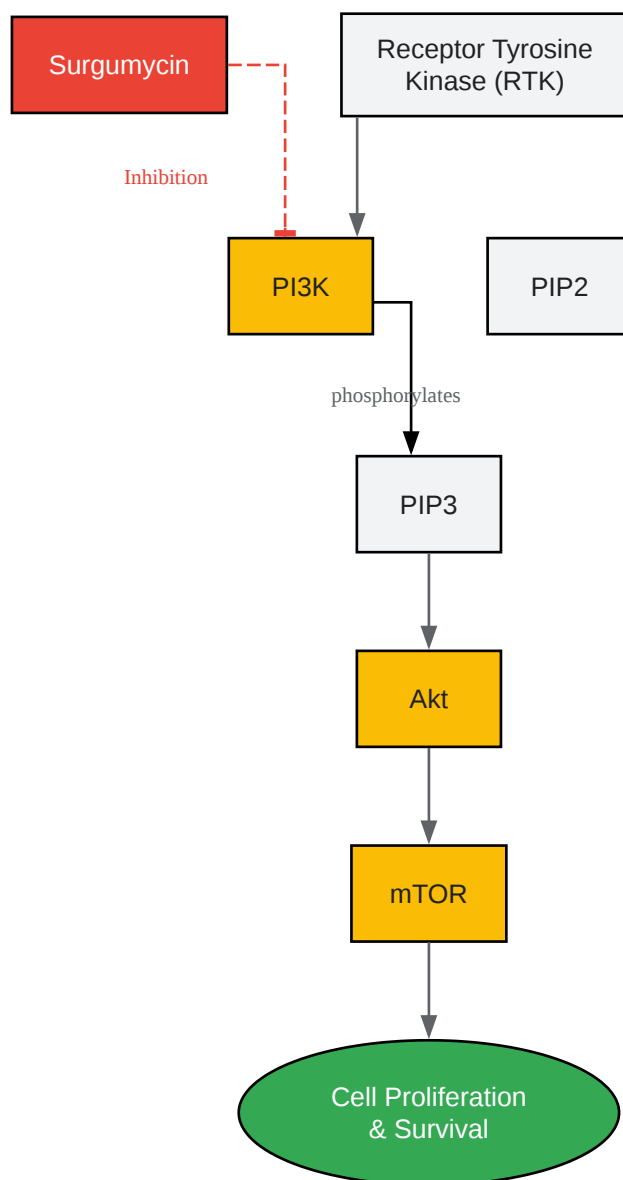 Surgumycin
Receptor Tyrosine
Kinase (RTK)
Inhibition
PI3K
PIP2
phosphorylates
PIP3
Akt
mTOR
Cell Proliferation
& Survival